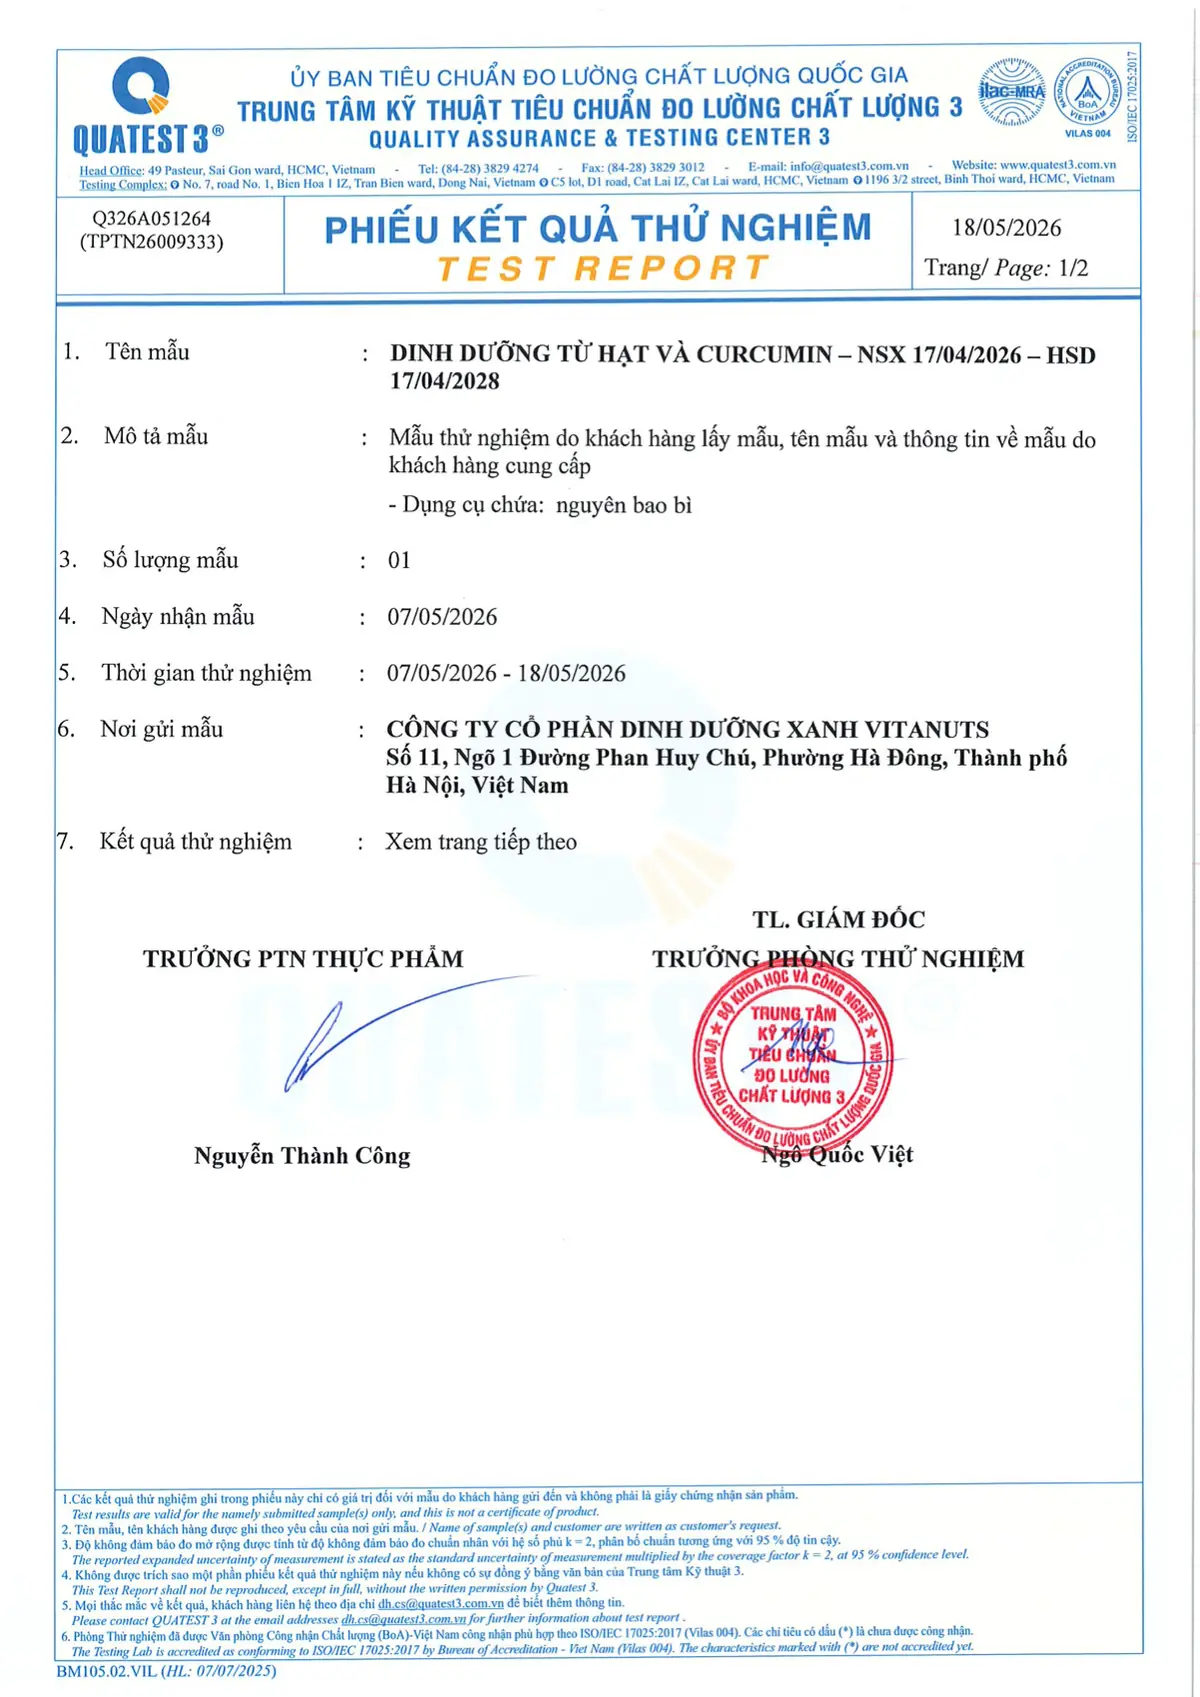 QUATEST 3®
ỦY BAN TIÊU CHUẨN ĐO LƯỜNG CHẤT LƯỢNG QUỐC GIA
TRUNG TÂM KỸ THUẬT TIÊU CHUẨN ĐO LƯỜNG CHẤT LƯỢNG 3
QUALITY ASSURANCE & TESTING CENTER 3
ilac-MRA
NATIONAL ACCREDITATION BUREAU
BoA
VIETNAM
VILAS 004
ISO/IEC 17025:2017
Head Office: 49 Pasteur, Sai Gon ward, HCMC, Vietnam - Tel: (84-28) 3829 4274 - Fax: (84-28) 3829 3012 - E-mail: info@quatest3.com.vn - Website: www.quatest3.com.vn
Testing Complex: No. 7, road No. 1, Bien Hoa 1 IZ, Tran Bien ward, Dong Nai, Vietnam C5 lot, D1 road, Cat Lai IZ, Cat Lai ward, HCMC, Vietnam 1196 3/2 street, Binh Thoi ward, HCMC, Vietnam
Q326A051264
(TPTN26009333)
PHIẾU KẾT QUẢ THỬ NGHIỆM
TEST REPORT
18/05/2026
Trang/ Page: 1/2
1. Tên mẫu : DINH DƯỠNG TỪ HẠT VÀ CURCUMIN – NSX 17/04/2026 – HSD
17/04/2028
2. Mô tả mẫu : Mẫu thử nghiệm do khách hàng lấy mẫu, tên mẫu và thông tin về mẫu do
khách hàng cung cấp
- Dụng cụ chứa: nguyên bao bì
3. Số lượng mẫu : 01
4. Ngày nhận mẫu : 07/05/2026
5. Thời gian thử nghiệm : 07/05/2026 - 18/05/2026
6. Nơi gửi mẫu : CÔNG TY CỔ PHẦN DINH DƯỠNG XANH VITANUTS
Số 11, Ngõ 1 Đường Phan Huy Chú, Phường Hà Đông, Thành phố
Hà Nội, Việt Nam
7. Kết quả thử nghiệm : Xem trang tiếp theo
TL. GIÁM ĐỐC
TRƯỞNG PTN THỰC PHẨM
TRƯỞNG PHÒNG THỬ NGHIỆM
BỘ KHOA HỌC VÀ CÔNG NGHỆ
TRUNG TÂM
KỸ THUẬT
TIÊU CHUẨN
ĐO LƯỜNG
CHẤT LƯỢNG 3
ỦY BAN TIÊU CHUẨN ĐO LƯỜNG CHẤT LƯỢNG QUỐC GIA
Nguyễn Thành Công
Ngô Quốc Việt
1.Các kết quả thử nghiệm ghi trong phiếu này chỉ có giá trị đối với mẫu do khách hàng gửi đến và không phải là giấy chứng nhận sản phẩm.
Test results are valid for the namely submitted sample(s) only, and this is not a certificate of product.
2. Tên mẫu, tên khách hàng được ghi theo yêu cầu của nơi gửi mẫu. / Name of sample(s) and customer are written as customer's request.
3. Độ không đảm bảo đo mở rộng được tính từ độ không đảm bảo đo chuẩn nhân với hệ số phủ k = 2, phân bố chuẩn tương ứng với 95 % độ tin cậy.
The reported expanded uncertainty of measurement is stated as the standard uncertainty of measurement multiplied by the coverage factor k = 2, at 95 % confidence level.
4. Không được trích sao một phần phiếu kết quả thử nghiệm này nếu không có sự đồng ý bằng văn bản của Trung tâm Kỹ thuật 3.
This Test Report shall not be reproduced, except in full, without the written permission by Quatest 3.
5. Mọi thắc mắc về kết quả, khách hàng liên hệ theo địa chỉ dh.cs@quatest3.com.vn để biết thêm thông tin.
Please contact QUATEST 3 at the email addresses dh.cs@quatest3.com.vn for further information about test report .
6. Phòng Thử nghiệm đã được Văn phòng Công nhận Chất lượng (BoA)-Việt Nam công nhận phù hợp theo ISO/IEC 17025:2017 (Vilas 004). Các chỉ tiêu có dấu (*) là chưa được công nhận.
The Testing Lab is accredited as conforming to ISO/IEC 17025:2017 by Bureau of Accreditation - Viet Nam (Vilas 004). The characteristics marked with (*) are not accredited yet.
BM105.02.VIL (HL: 07/07/2025)